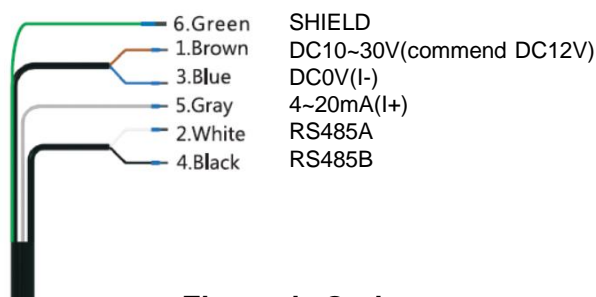 6.Green SHIELD
1.Brown DC10~30V(commend DC12V)
3.Blue DC0V(I-)
5.Gray 4~20mA(I+)
2.White RS485A
4.Black RS485B